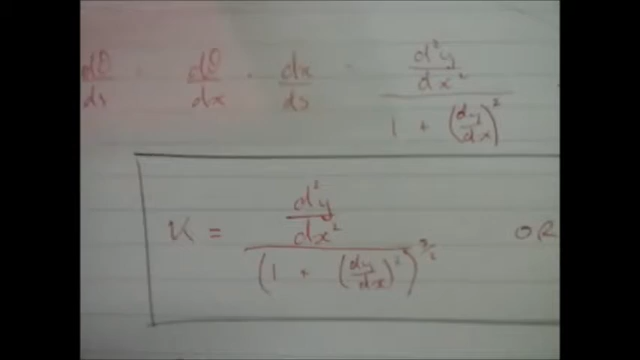 dθ/ds = dθ/dx · dx/ds = (d²y/dx²)/(1 + (dy/dx)²)
K = (d²y/dx²)/(1 + (dy/dx)²)^(3/2) OR